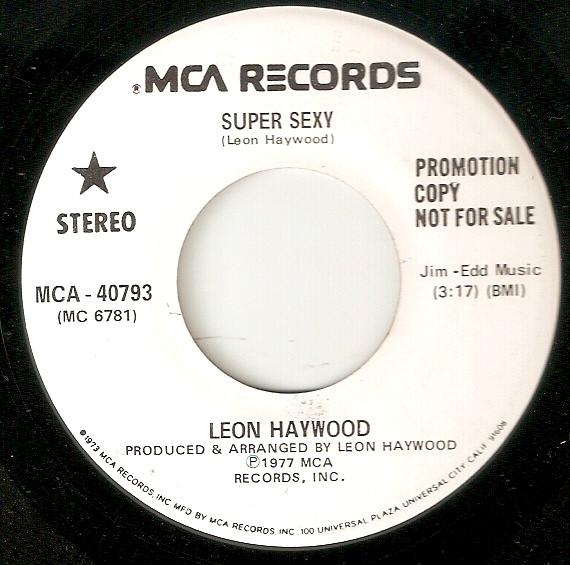 ®MCA RECORDS
SUPER SEXY
(Leon Haywood)
PROMOTION
COPY
NOT FOR SALE
STEREO
Jim-Edd Music
(3:17) (BMI)
MCA-40793
(MC 6781)
LEON HAYWOOD
PRODUCED & ARRANGED BY LEON HAYWOOD
℗1977 MCA
RECORDS, INC.
©1973 MCA RECORDS, INC. MFD BY MCA RECORDS, INC. 100 UNIVERSAL PLAZA, UNIVERSAL CITY, CALIF. 91608